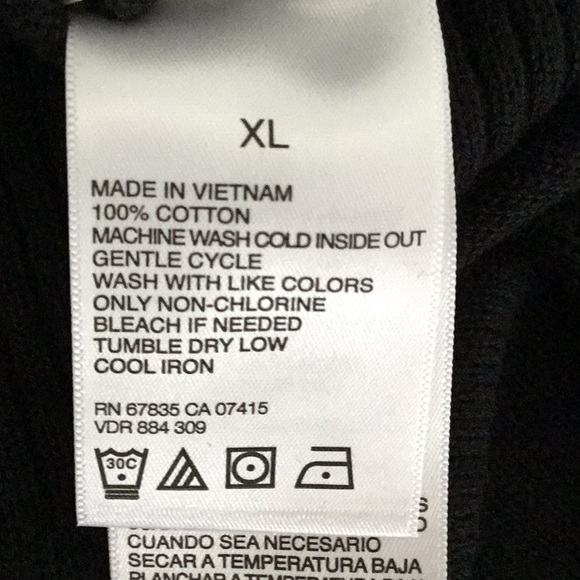 XL
MADE IN VIETNAM
100% COTTON
MACHINE WASH COLD INSIDE OUT
GENTLE CYCLE
WASH WITH LIKE COLORS
ONLY NON-CHLORINE
BLEACH IF NEEDED
TUMBLE DRY LOW
COOL IRON
RN 67835 CA 07415
VDR 884 309
30C
CUANDO SEA NECESARIO
SECAR A TEMPERATURA BAJA
PLANCHAR A TEMPERATURA